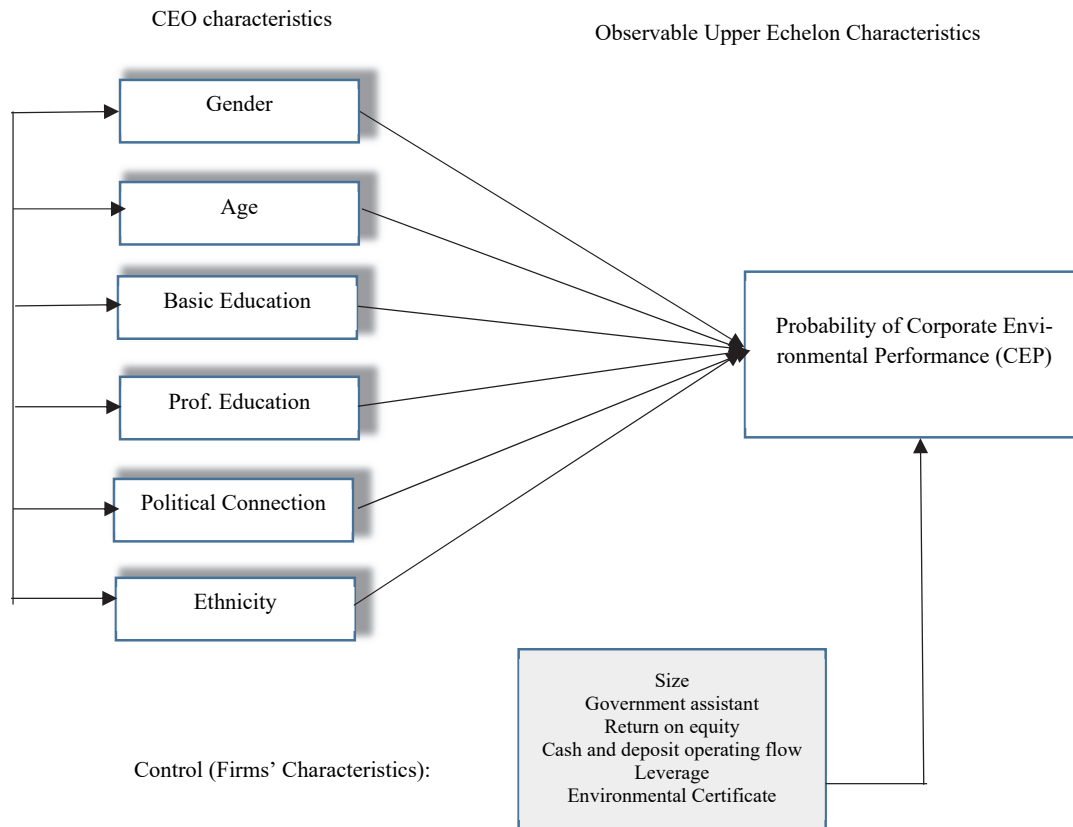 CEO characteristics
Observable Upper Echelon Characteristics
Gender
Age
Basic Education
Prof. Education
Political Connection
Ethnicity
Probability of Corporate Envi-
ronmental Performance (CEP)
Control (Firms’ Characteristics):
Size
Government assistant
Return on equity
Cash and deposit operating flow
Leverage
Environmental Certificate